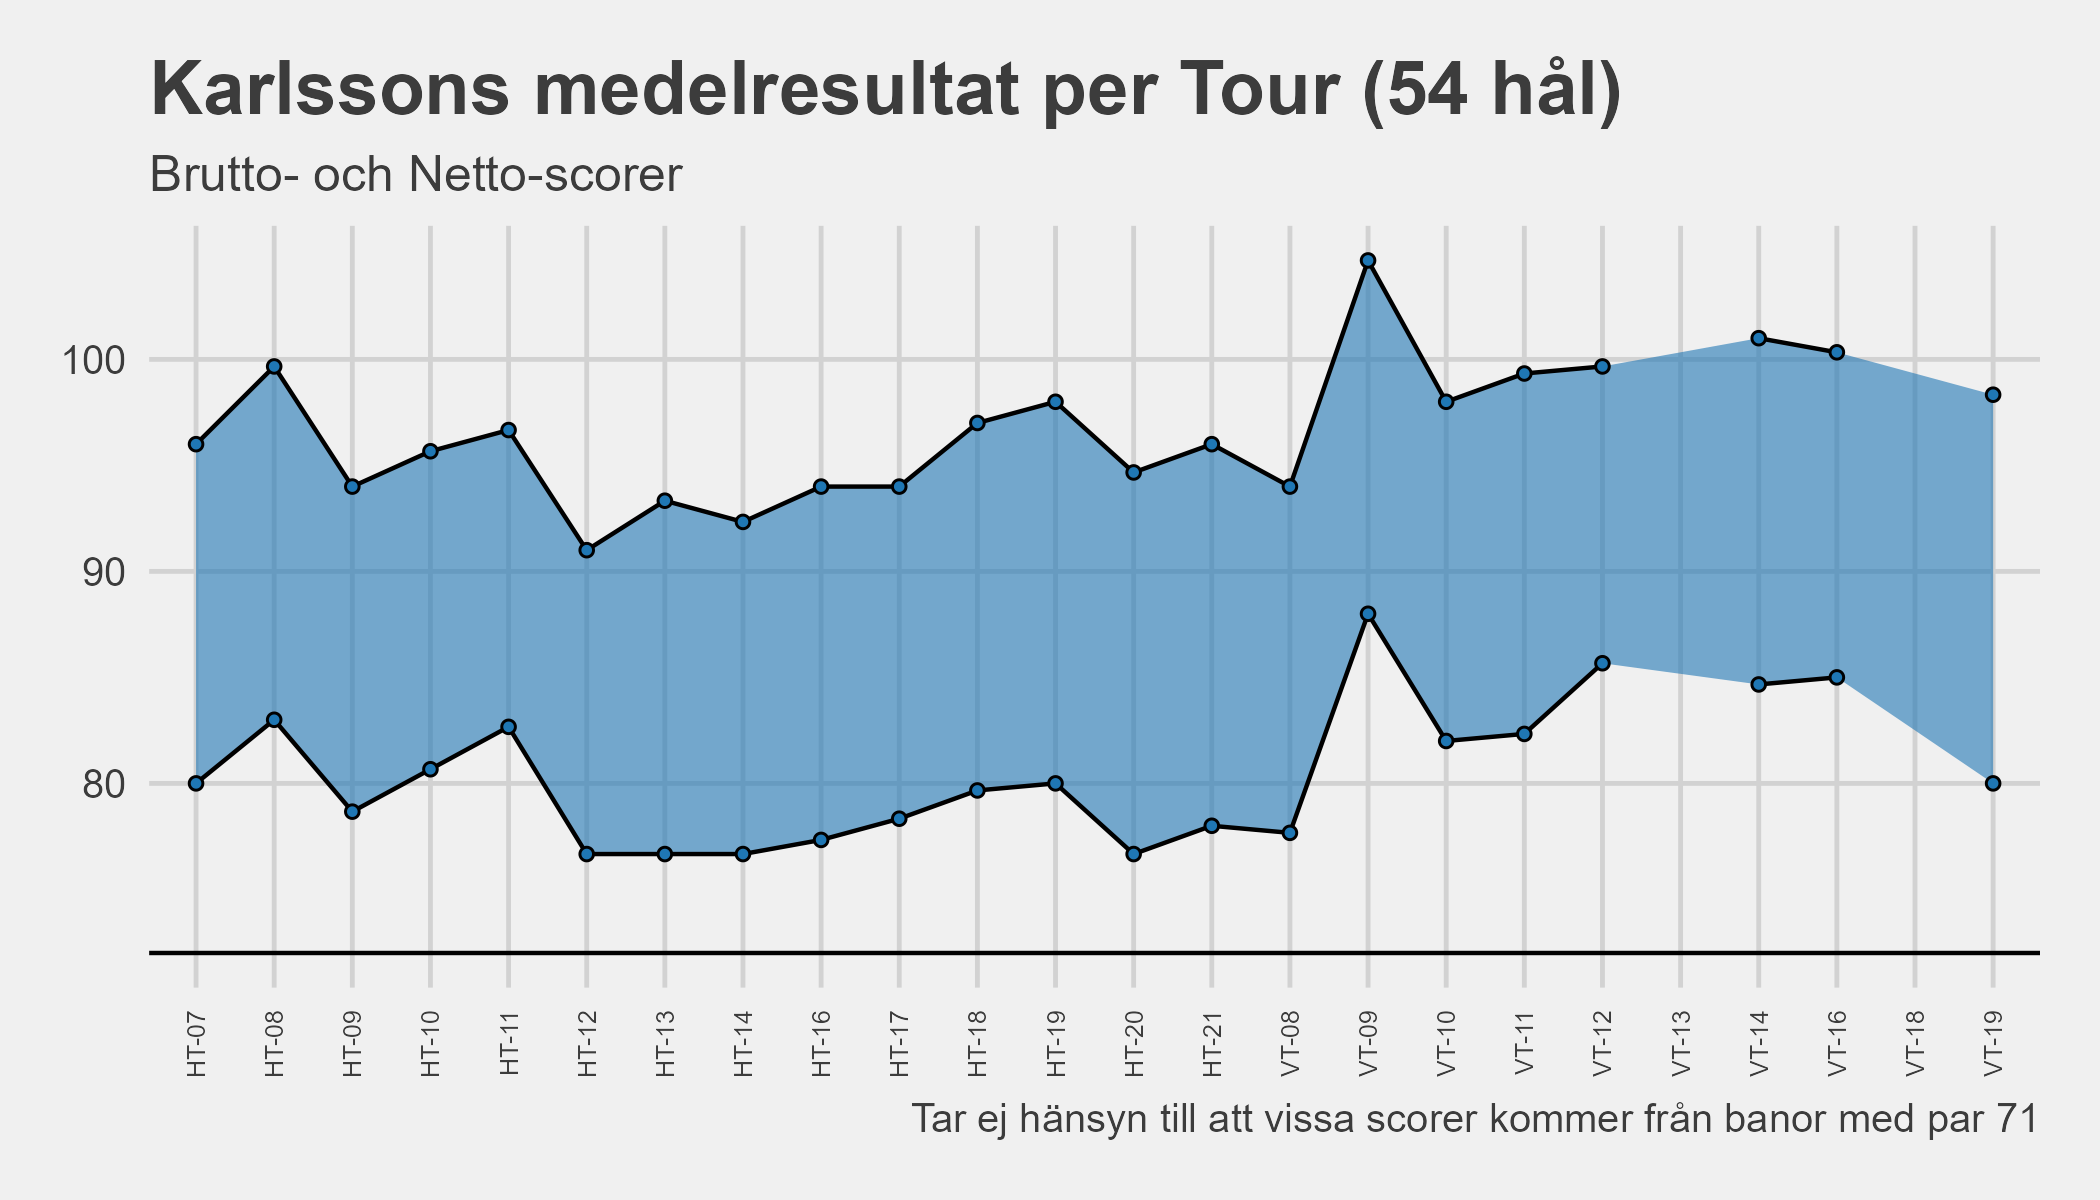 Karlssons medelresultat per Tour (54 hål)
Brutto- och Netto-scorer
100
90
80
HT-07
HT-08
HT-09
HT-10
HT-11
HT-12
HT-13
HT-14
HT-16
HT-17
HT-18
HT-19
HT-20
HT-21
VT-08
VT-09
VT-10
VT-11
VT-12
VT-13
VT-14
VT-16
VT-18
VT-19
Tar ej hänsyn till att vissa scorer kommer från banor med par 71